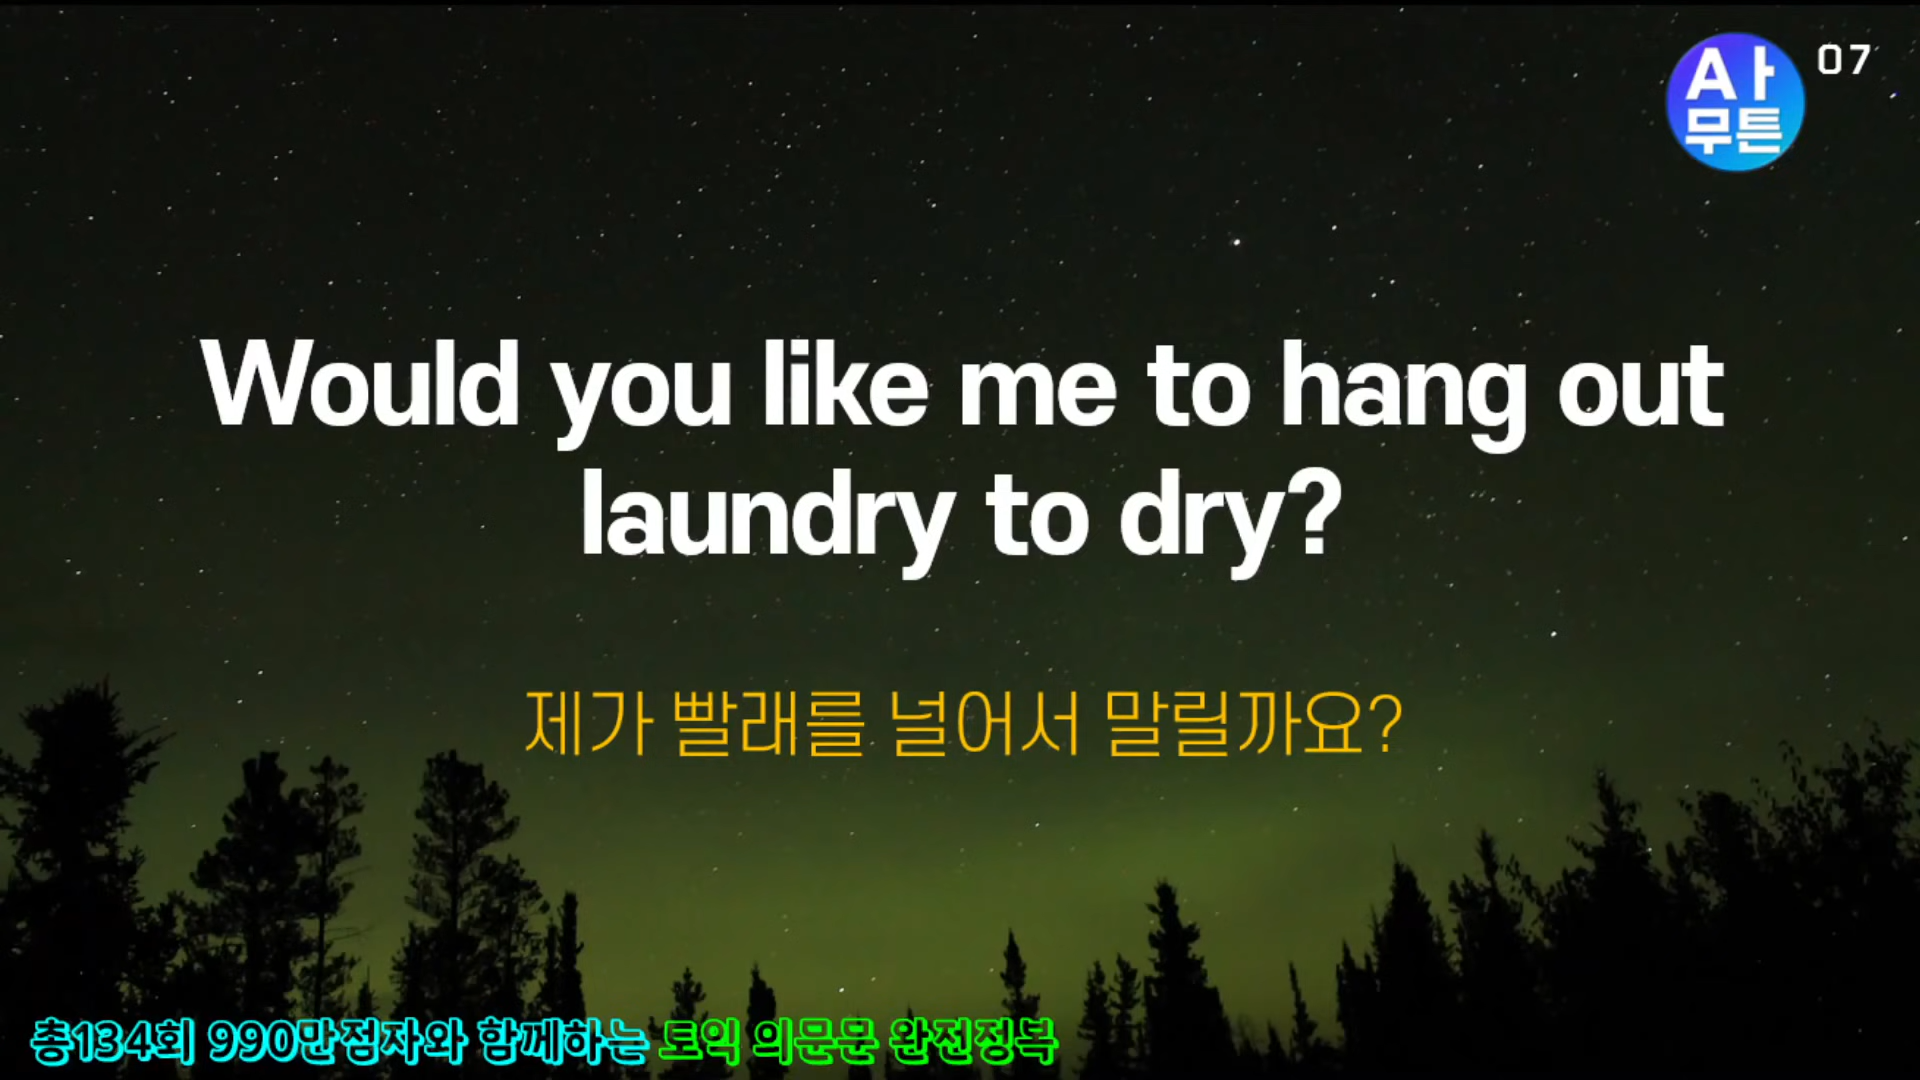 A아
무튼
07
Would you like me to hang out
laundry to dry?
제가 빨래를 널어서 말릴까요?
총134회 990만점자와 함께하는 토익 의문문 완전정복